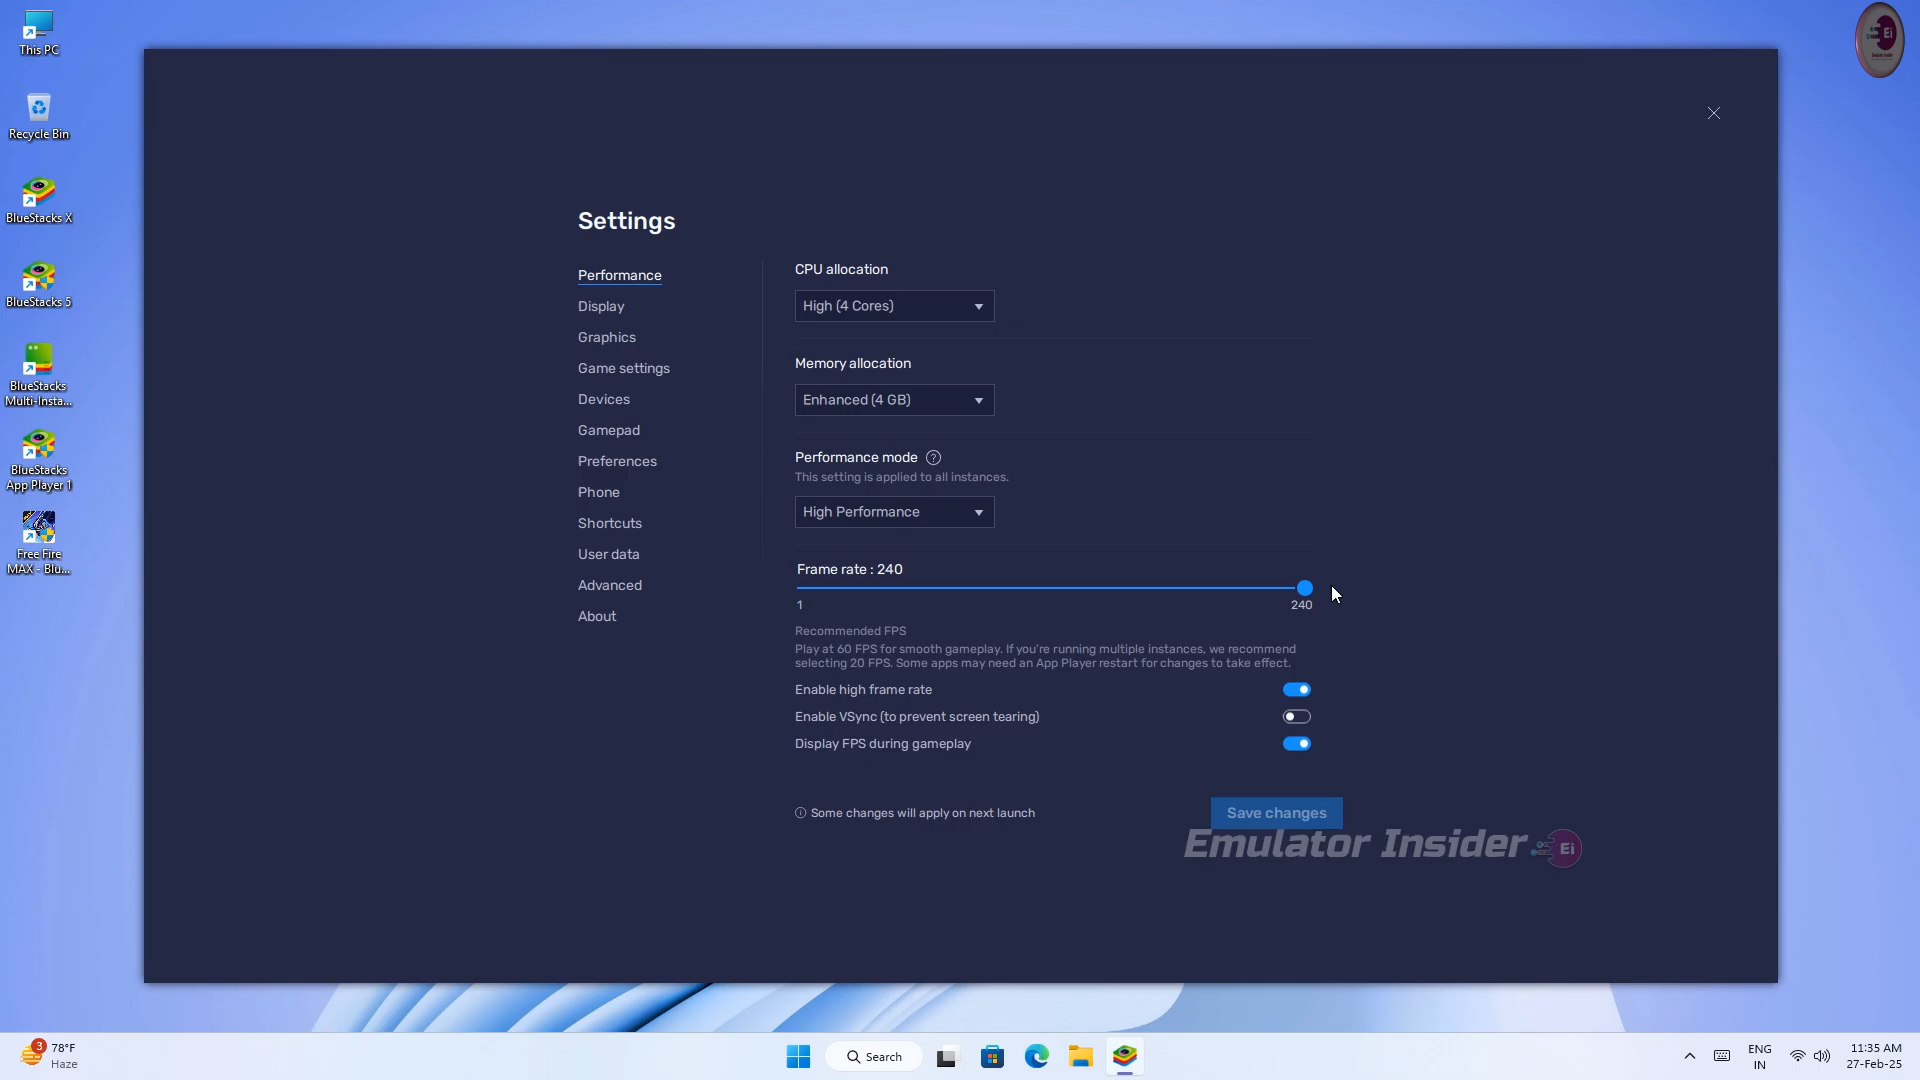 This PC
Recycle Bin
BlueStacks X
BlueStacks 5
BlueStacks
Multi-Insta...
BlueStacks
App Player 1
Free Fire
MAX - Blu...
Ei
Settings
Performance
Display
Graphics
Game settings
Devices
Gamepad
Preferences
Phone
Shortcuts
User data
Advanced
About
CPU allocation
High (4 Cores)
Memory allocation
Enhanced (4 GB)
Performance mode ?
This setting is applied to all instances.
High Performance
Frame rate : 240
1 240
Recommended FPS
Play at 60 FPS for smooth gameplay. If you're running multiple instances, we recommend
selecting 20 FPS. Some apps may need an App Player restart for changes to take effect.
Enable high frame rate
Enable VSync (to prevent screen tearing)
Display FPS during gameplay
Some changes will apply on next launch
Save changes
Emulator Insider Ei
3
78°F
Haze
Search
ENG
IN
11:35 AM
27-Feb-25